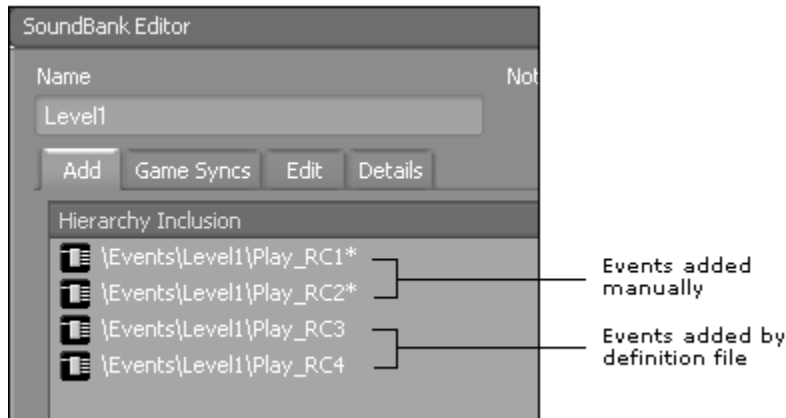 SoundBank Editor
Name
Not
Level1
Add Game Syncs Edit Details
Hierarchy Inclusion
\Events\Level1\Play_RC1*
\Events\Level1\Play_RC2*
\Events\Level1\Play_RC3
\Events\Level1\Play_RC4
Events added
manually
Events added by
definition file